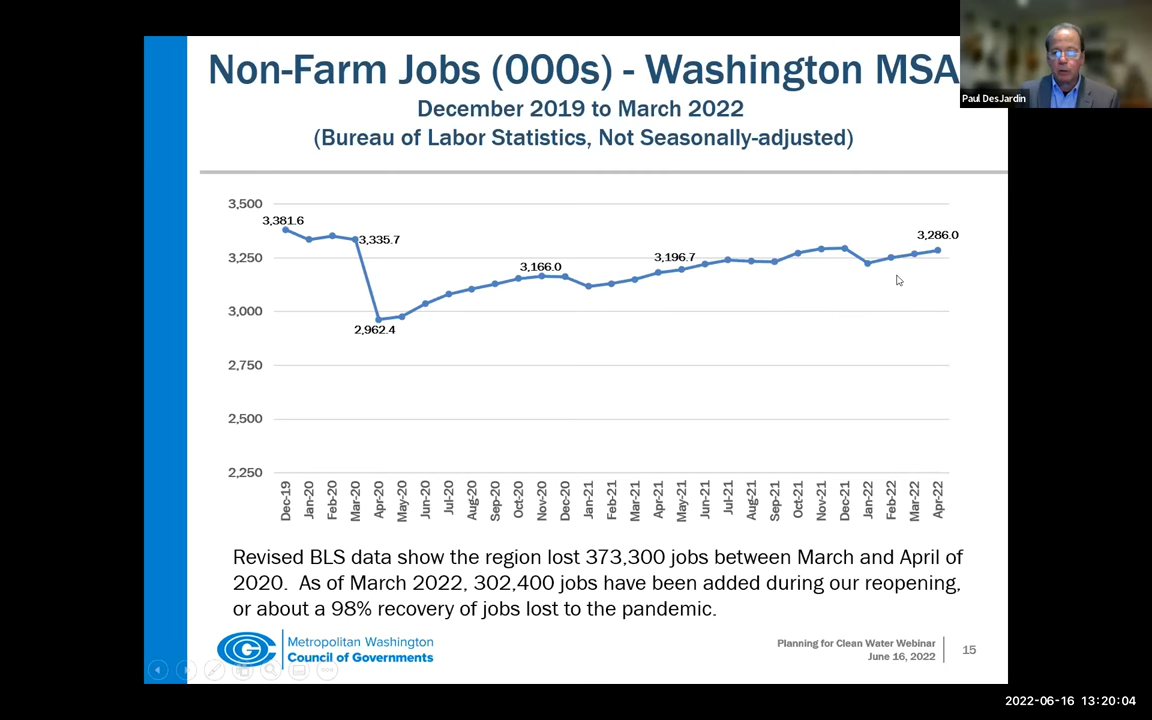 Non-Farm Jobs (000s) - Washington MSA
December 2019 to March 2022
(Bureau of Labor Statistics, Not Seasonally-adjusted)
Paul DesJardin
3,500
3,250
3,000
2,750
2,500
2,250
3,381.6
3,335.7
2,962.4
3,166.0
3,196.7
3,286.0
Dec-19
Jan-20
Feb-20
Mar-20
Apr-20
May-20
Jun-20
Jul-20
Aug-20
Sep-20
Oct-20
Nov-20
Dec-20
Jan-21
Feb-21
Mar-21
Apr-21
May-21
Jun-21
Jul-21
Aug-21
Sep-21
Oct-21
Nov-21
Dec-21
Jan-22
Feb-22
Mar-22
Apr-22
Revised BLS data show the region lost 373,300 jobs between March and April of
2020. As of March 2022, 302,400 jobs have been added during our reopening,
or about a 98% recovery of jobs lost to the pandemic.
Metropolitan Washington
Council of Governments
Planning for Clean Water Webinar
June 16, 2022
15
2022-06-16 13:20:04